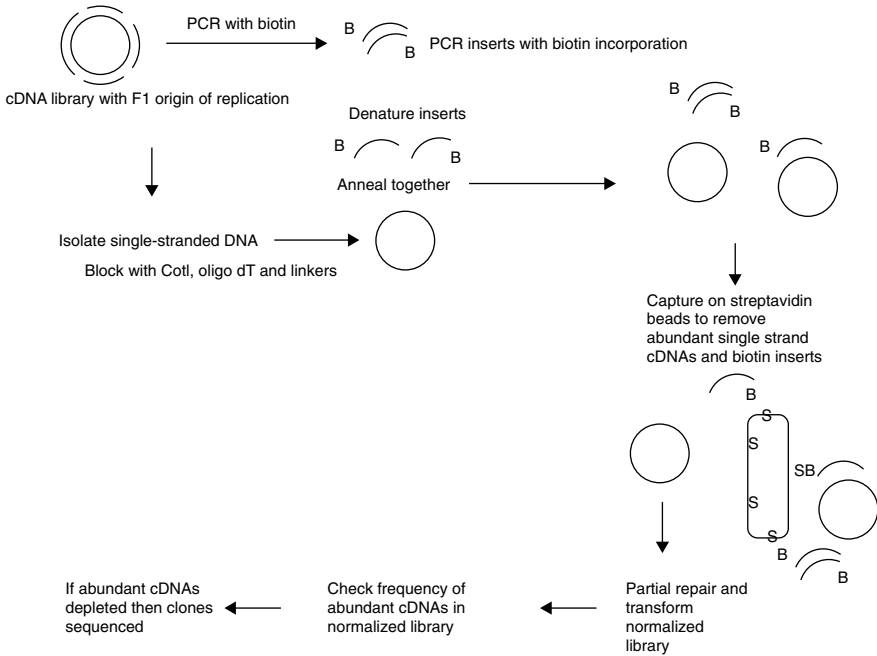 PCR with biotin
B
B
PCR inserts with biotin incorporation
cDNA library with F1 origin of replication
Denature inserts
B
B
Anneal together
B
B
B
Isolate single-stranded DNA
Block with CotI, oligo dT and linkers
Capture on streptavidin
beads to remove
abundant single strand
cDNAs and biotin inserts
B
S
S
SB
S
S
B
B
Partial repair and
transform
normalized
library
Check frequency of
abundant cDNAs in
normalized library
If abundant cDNAs
depleted then clones
sequenced